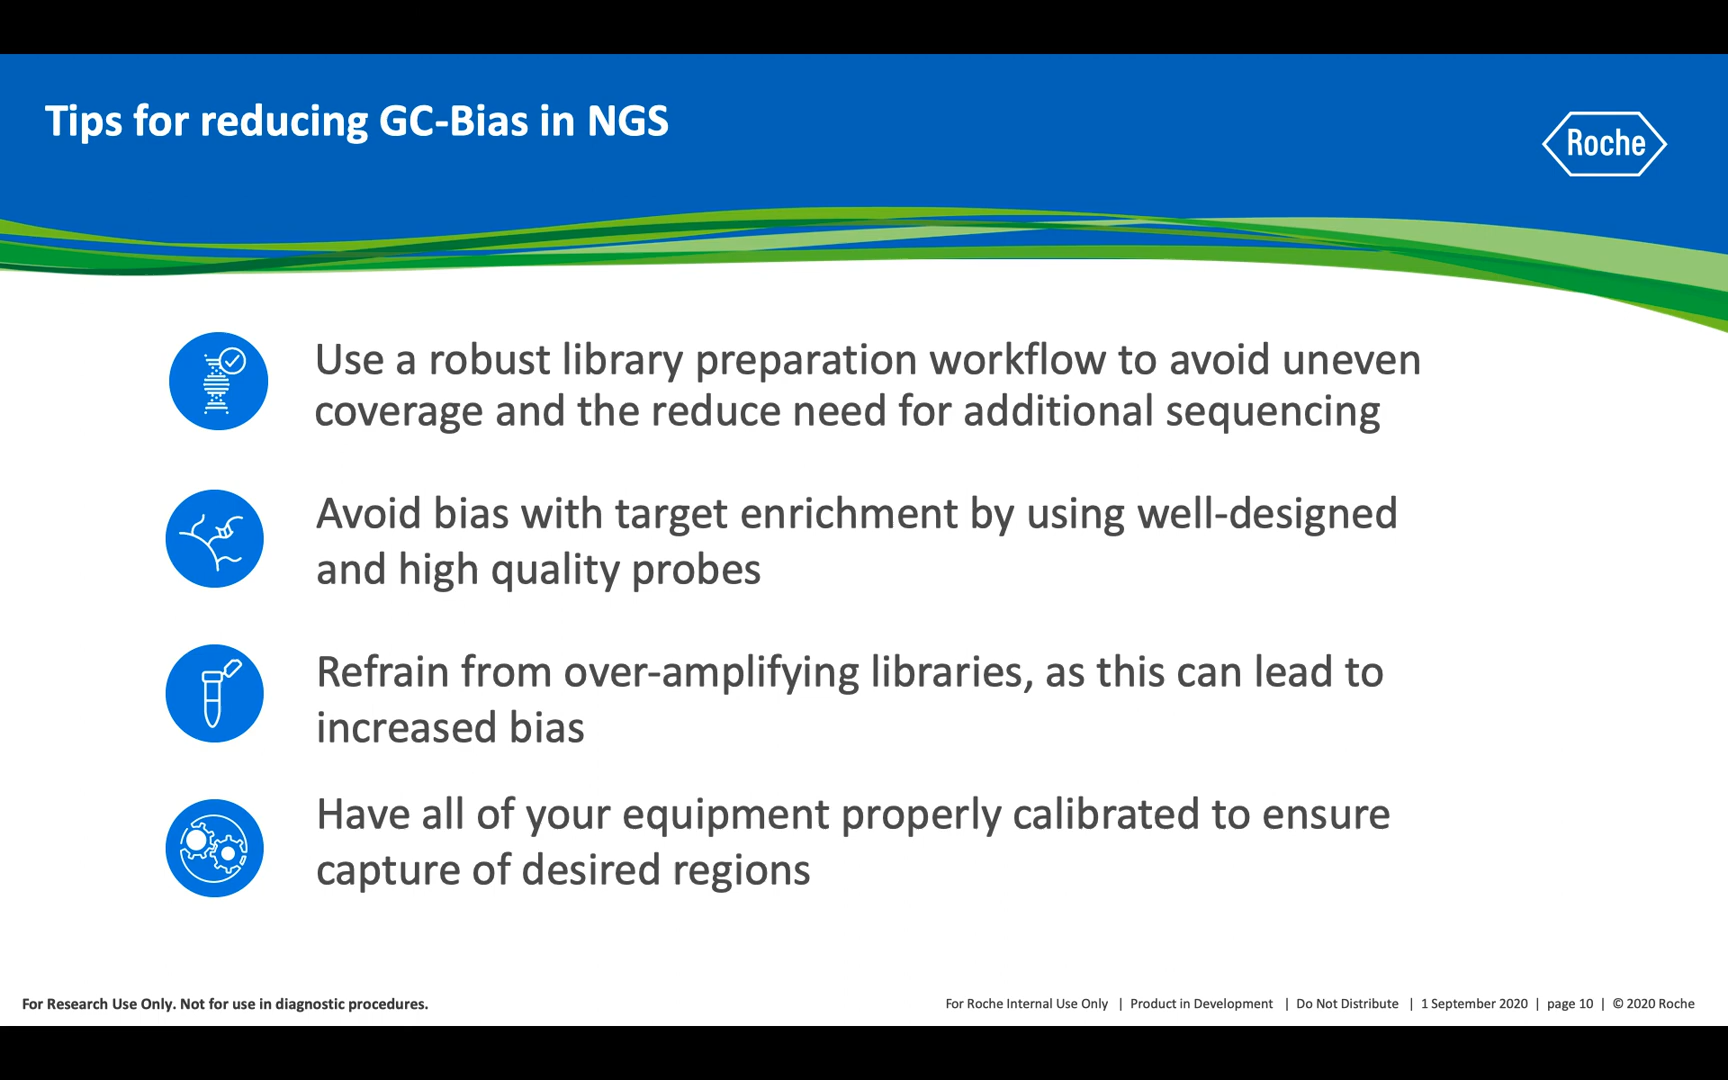 Tips for reducing GC-Bias in NGS
Roche
Use a robust library preparation workflow to avoid uneven
coverage and the reduce need for additional sequencing
Avoid bias with target enrichment by using well-designed
and high quality probes
Refrain from over-amplifying libraries, as this can lead to
increased bias
Have all of your equipment properly calibrated to ensure
capture of desired regions
For Research Use Only. Not for use in diagnostic procedures.
For Roche Internal Use Only | Product in Development | Do Not Distribute | 1 September 2020 | page 10 | © 2020 Roche